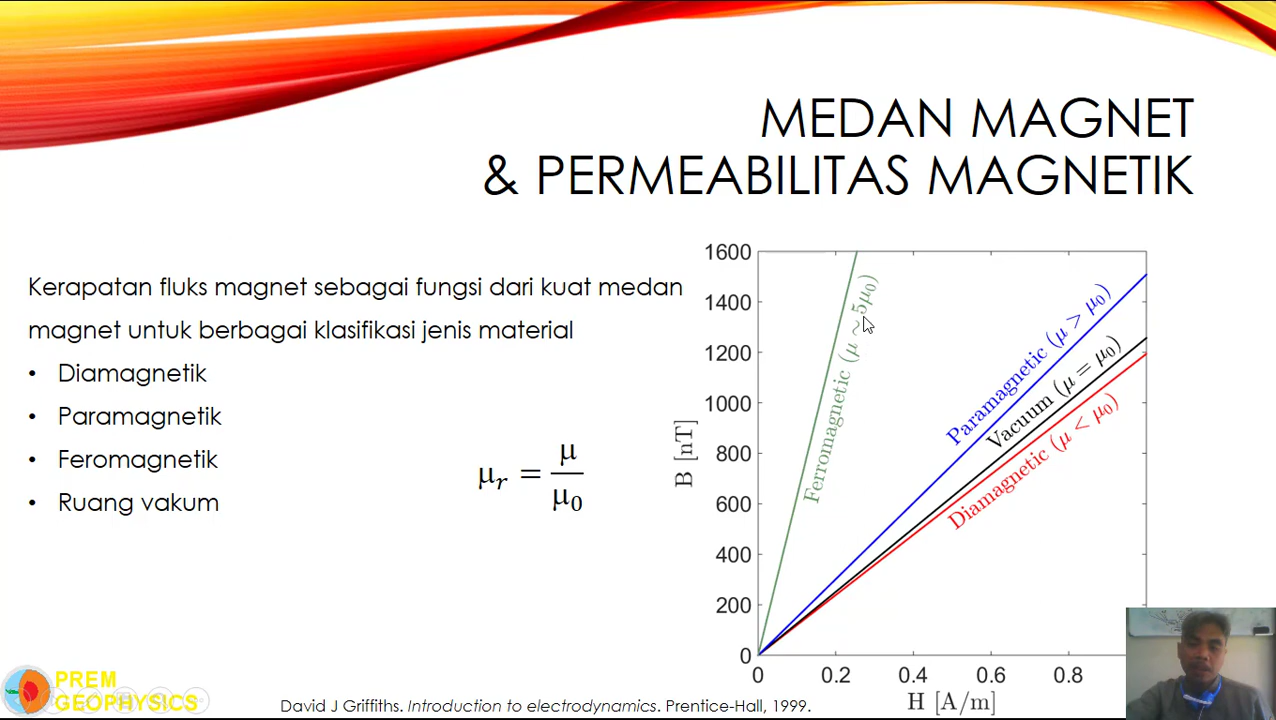 MEDAN MAGNET
& PERMEABILITAS MAGNETIK
Kerapatan fluks magnet sebagai fungsi dari kuat medan
magnet untuk berbagai klasifikasi jenis material
• Diamagnetik
• Paramagnetik
• Feromagnetik
• Ruang vakum
μr = μ/μ0
1600
1400
1200
1000
800
600
400
200
0
B [nT]
Ferromagnetic (μ ~ 5μ0)
Paramagnetic (μ > μ0)
Vacuum (μ = μ0)
Diamagnetic (μ < μ0)
0 0.2 0.4 0.6 0.8
H [A/m]
PREM
GEOPHYSICS
David J Griffiths. Introduction to electrodynamics. Prentice-Hall, 1999.